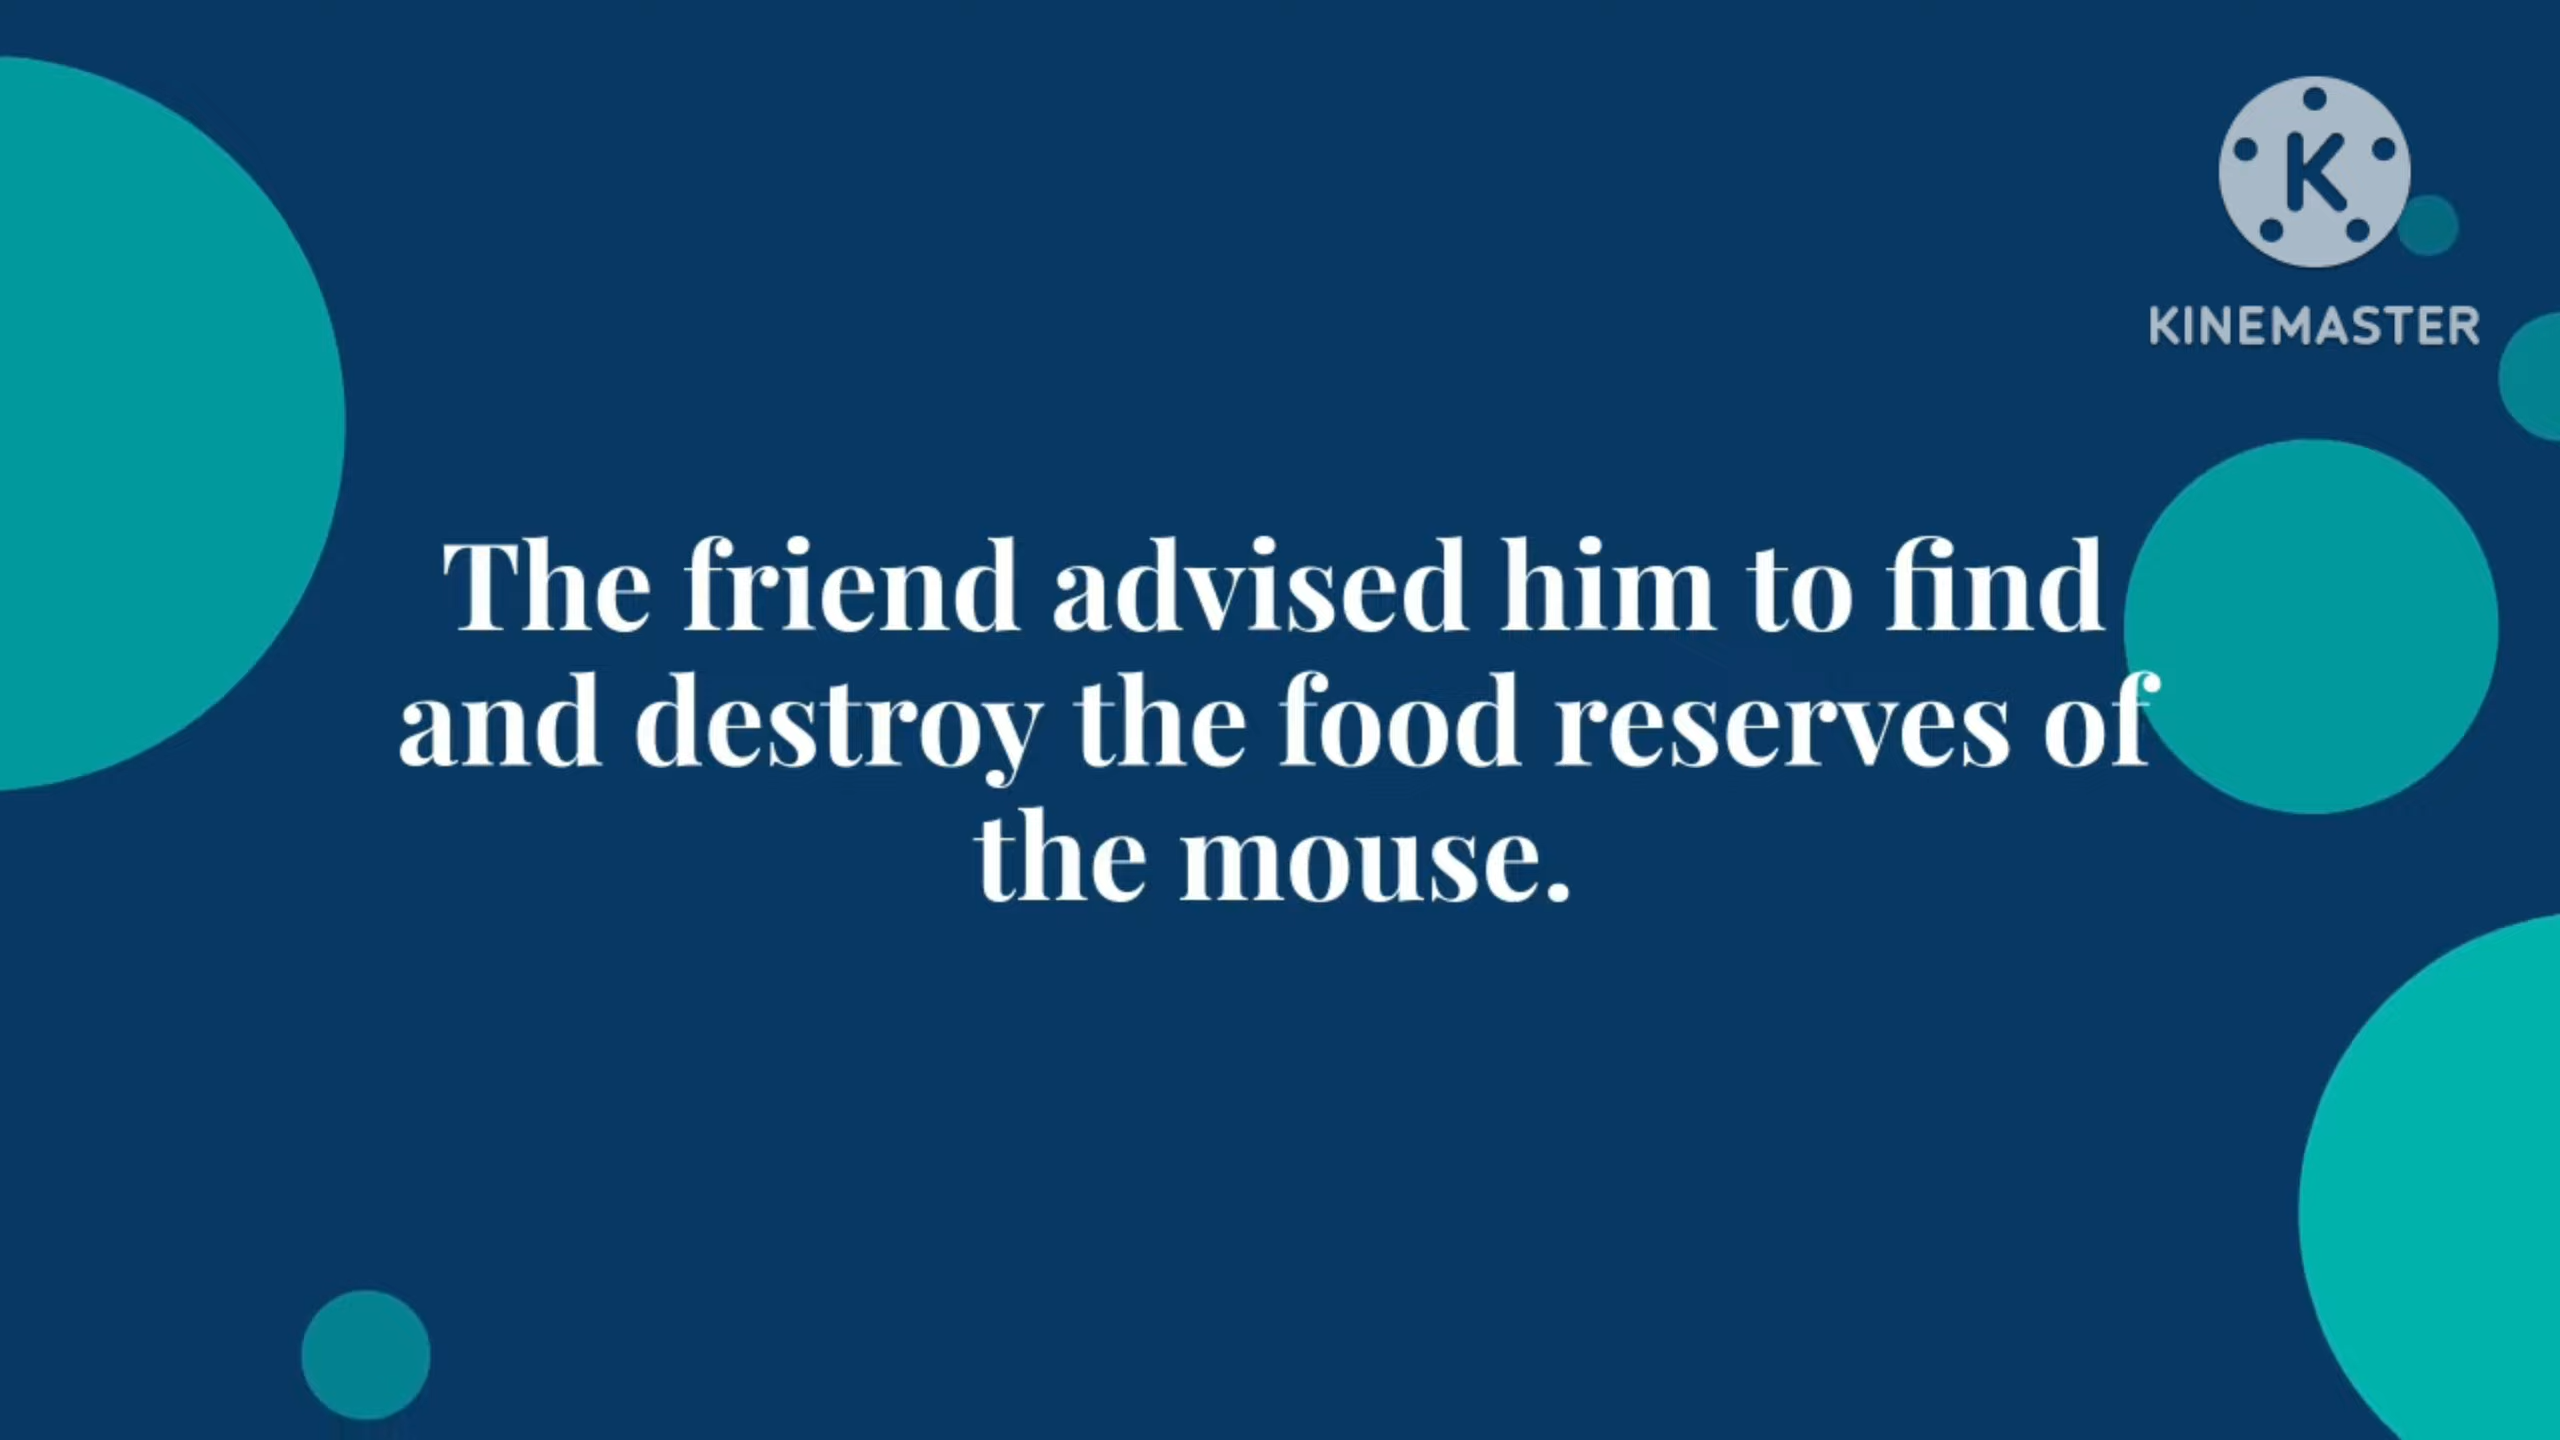 K
KINEMASTER
The friend advised him to find
and destroy the food reserves of
the mouse.